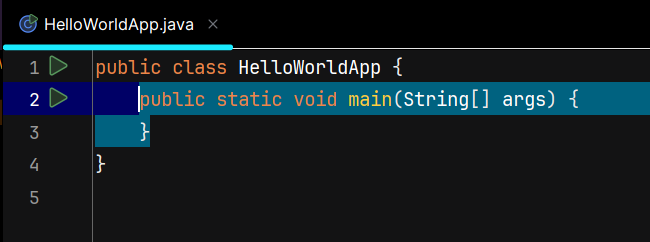 HelloWorldApp.java
1 public class HelloWorldApp {
2     public static void main(String[] args) {
3     }
4 }
5